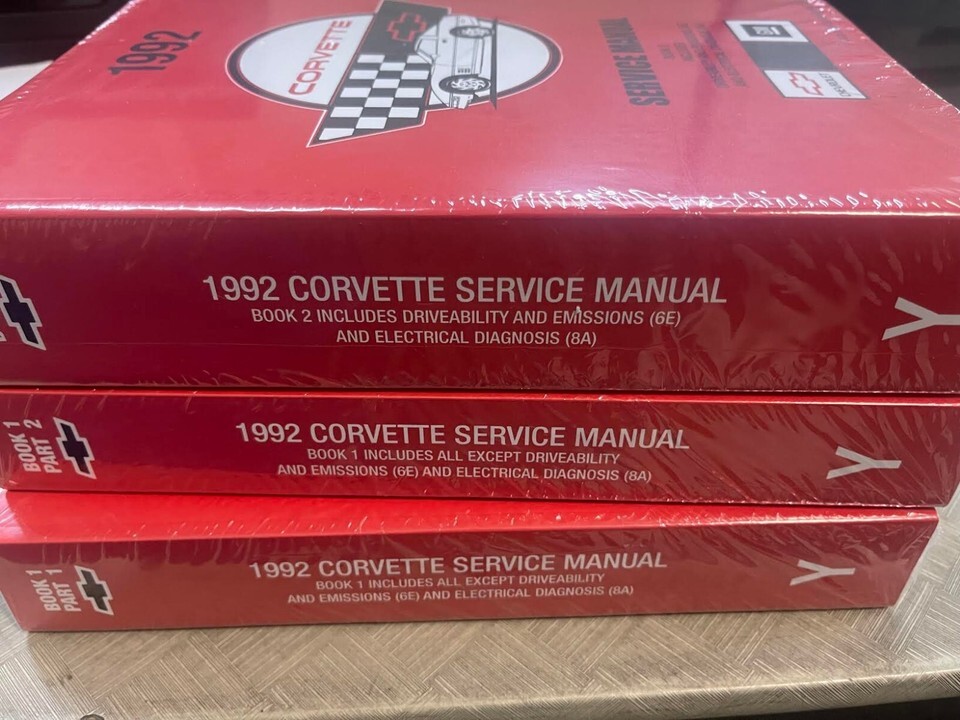 1992
CORVETTE
SERVICE MANUAL
GM
CHEVROLET
1992 CORVETTE SERVICE MANUAL
BOOK 2 INCLUDES DRIVEABILITY AND EMISSIONS (6E)
AND ELECTRICAL DIAGNOSIS (8A)
Y
BOOK 1
PART 2
1992 CORVETTE SERVICE MANUAL
BOOK 1 INCLUDES ALL EXCEPT DRIVEABILITY
AND EMISSIONS (6E) AND ELECTRICAL DIAGNOSIS (8A)
Y
BOOK 1
PART 1
1992 CORVETTE SERVICE MANUAL
BOOK 1 INCLUDES ALL EXCEPT DRIVEABILITY
AND EMISSIONS (6E) AND ELECTRICAL DIAGNOSIS (8A)
Y